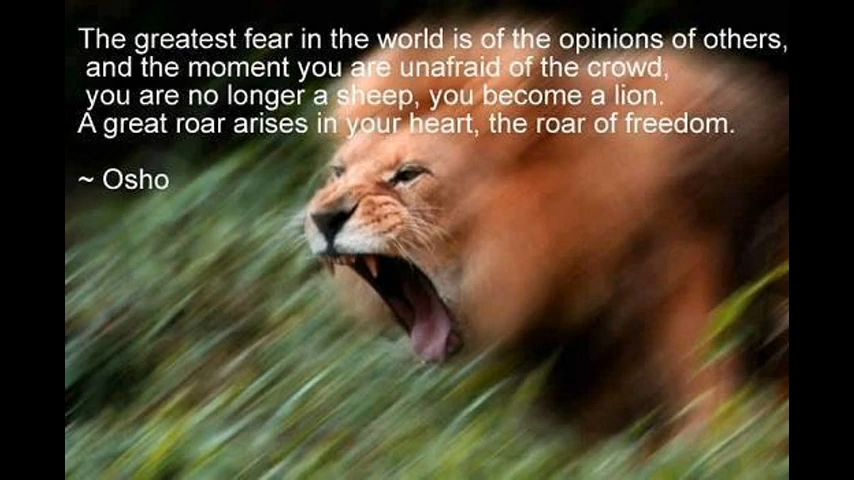 The greatest fear in the world is of the opinions of others,
and the moment you are unafraid of the crowd,
you are no longer a sheep, you become a lion.
A great roar arises in your heart, the roar of freedom.
~ Osho